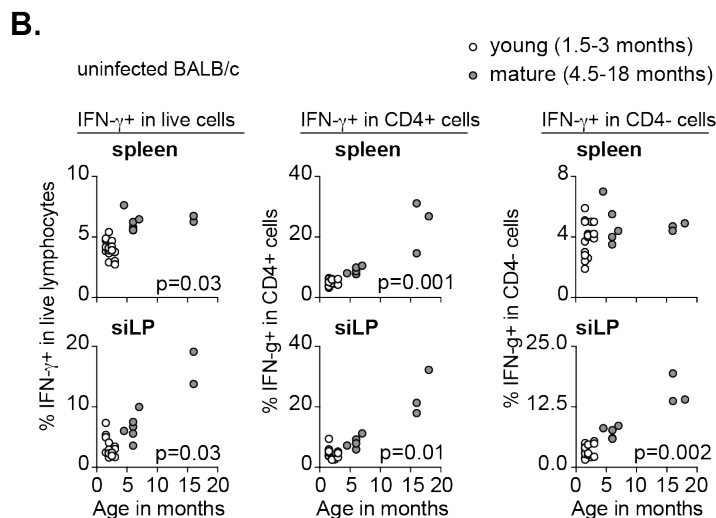 B.
uninfected BALB/c
young (1.5-3 months)
mature (4.5-18 months)
IFN-γ+ in live cells
IFN-γ+ in CD4+ cells
IFN-γ+ in CD4- cells
spleen
spleen
spleen
10
5
0
p=0.03
40
20
0
p=0.001
8
4
0
% IFN-γ+ in live lymphocytes
% IFN-g+ in CD4+ cells
% IFN-g+ in CD4- cells
siLP
siLP
siLP
20
10
0
p=0.03
40
20
0
p=0.01
25.0
12.5
0.0
p=0.002
0 5 10 15 20
0 5 10 15 20
0 5 10 15 20
Age in months
Age in months
Age in months